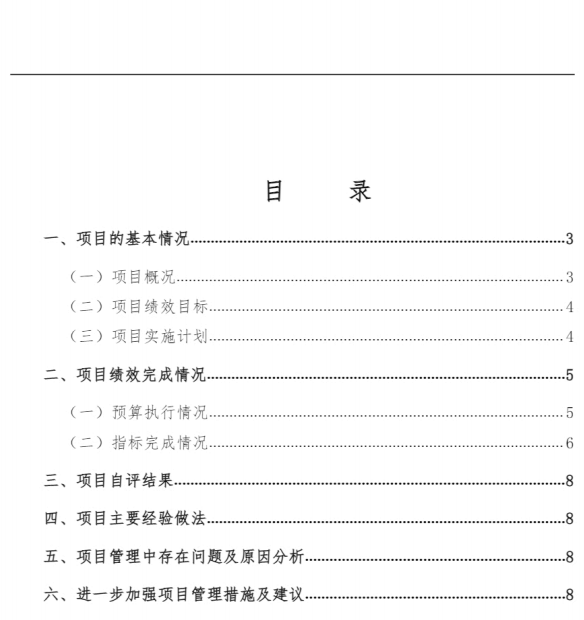 目 录
一、项目的基本情况....................3
（一）项目概况....................3
（二）项目绩效目标....................4
（三）项目实施计划....................4
二、项目绩效完成情况....................5
（一）预算执行情况....................5
（二）指标完成情况....................6
三、项目自评结果....................8
四、项目主要经验做法....................8
五、项目管理中存在问题及原因分析....................8
六、进一步加强项目管理措施及建议....................8